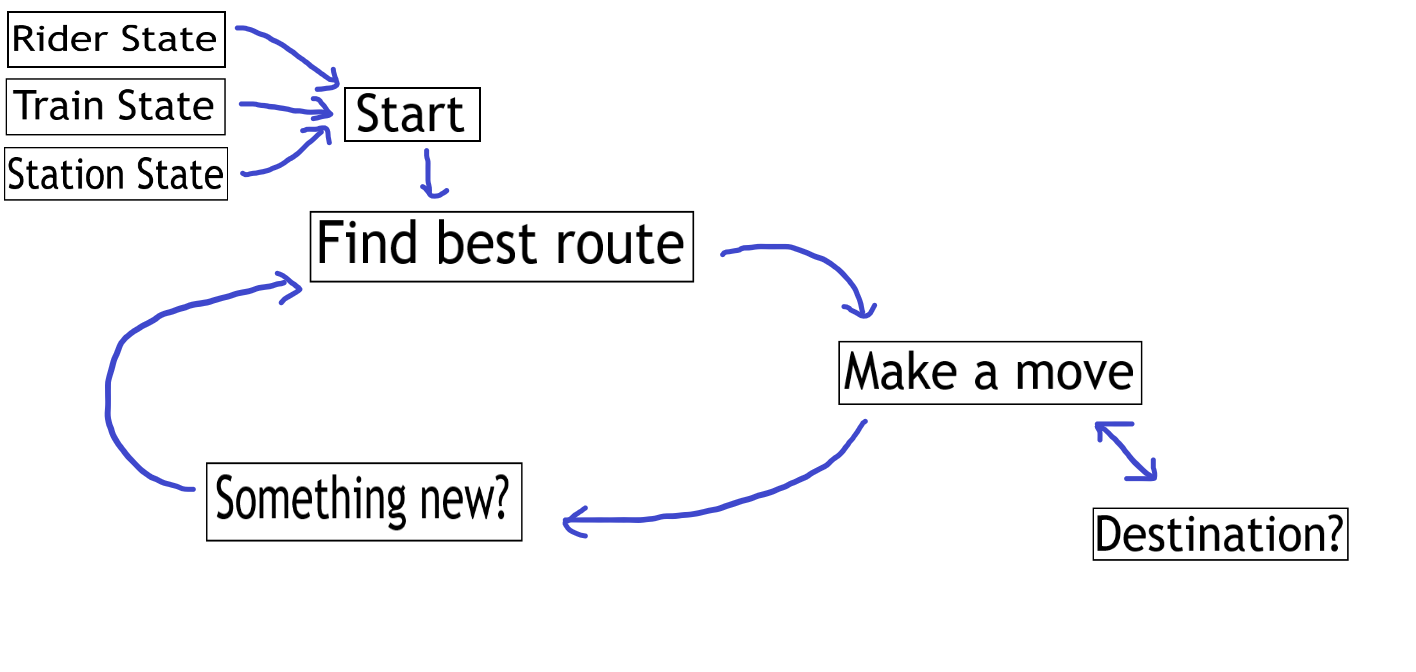 Rider State
Train State
Station State
Start
Find best route
Make a move
Something new?
Destination?